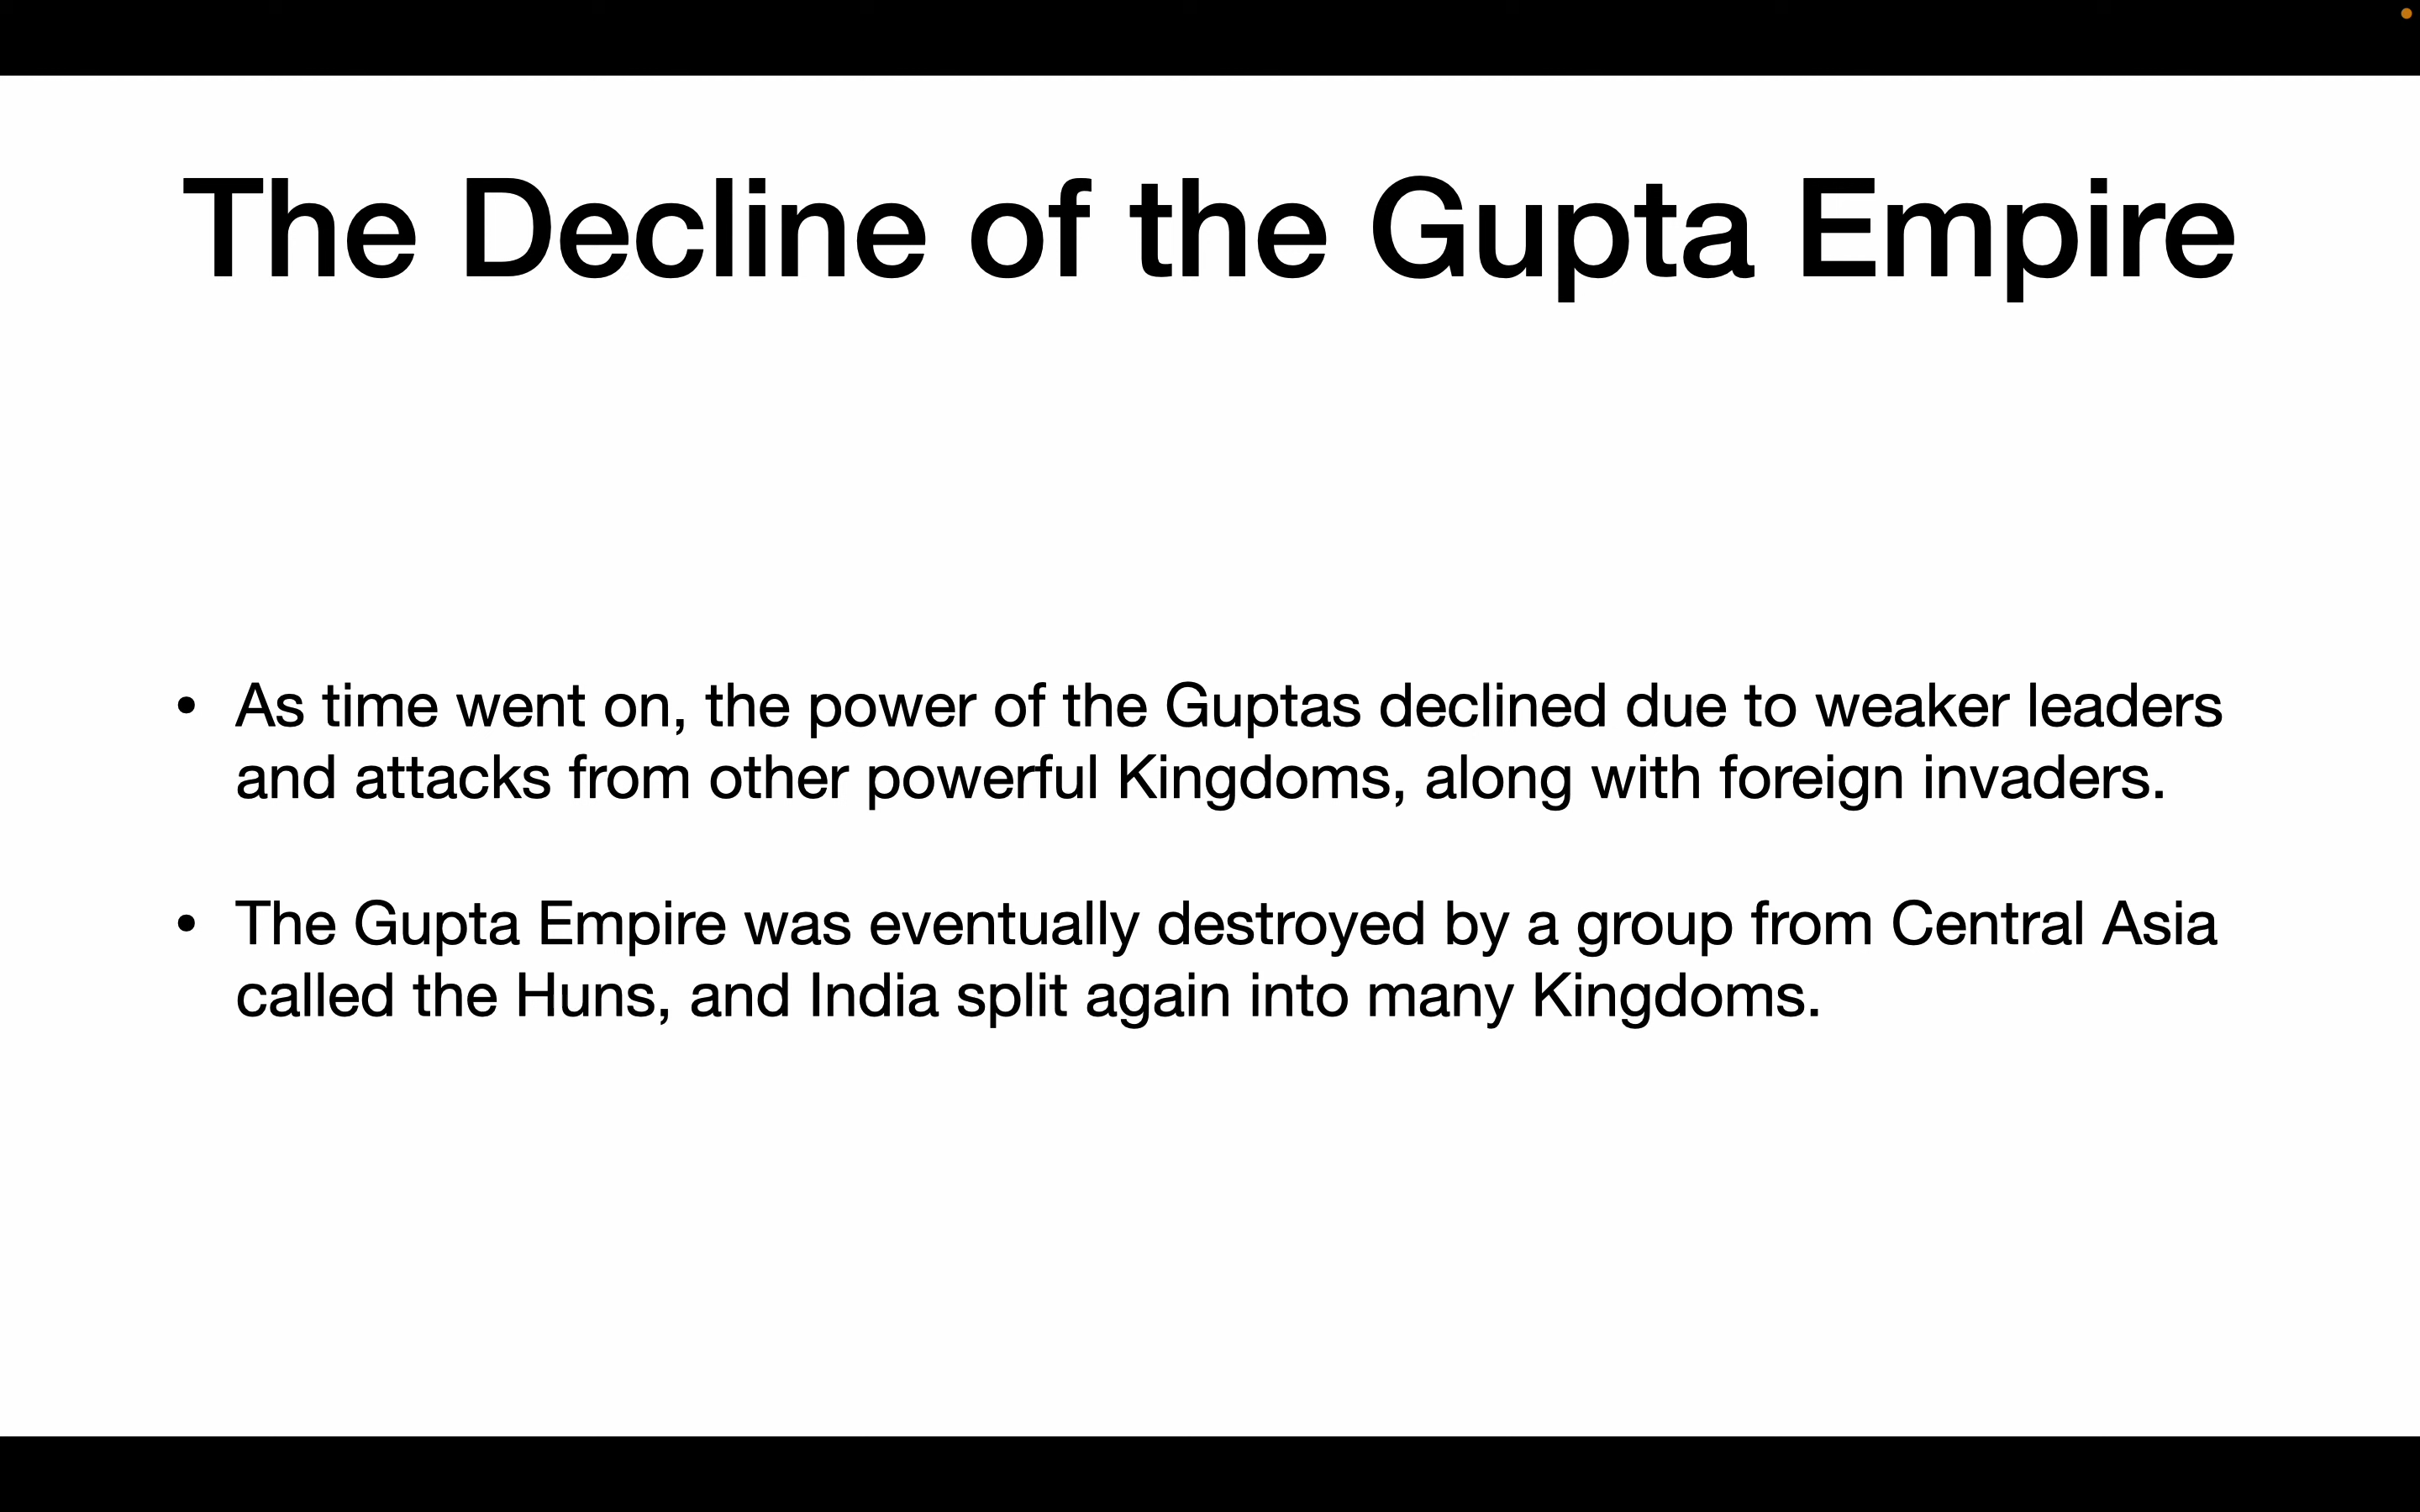 The Decline of the Gupta Empire
• As time went on, the power of the Guptas declined due to weaker leaders
and attacks from other powerful Kingdoms, along with foreign invaders.
• The Gupta Empire was eventually destroyed by a group from Central Asia
called the Huns, and India split again into many Kingdoms.